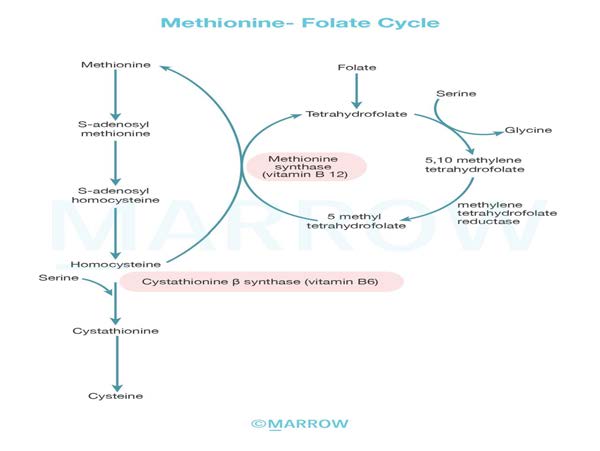 Methionine- Folate Cycle
Methionine
Folate
Serine
S-adenosyl
methionine
Tetrahydrofolate
Glycine
Methionine
synthase
(vitamin B 12)
5,10 methylene
tetrahydrofolate
S-adenosyl
homocysteine
methylene
tetrahydrofolate
reductase
5 methyl
tetrahydrofolate
MARROW
Homocysteine
Serine
Cystathionine β synthase (vitamin B6)
Cystathionine
Cysteine
©MARROW